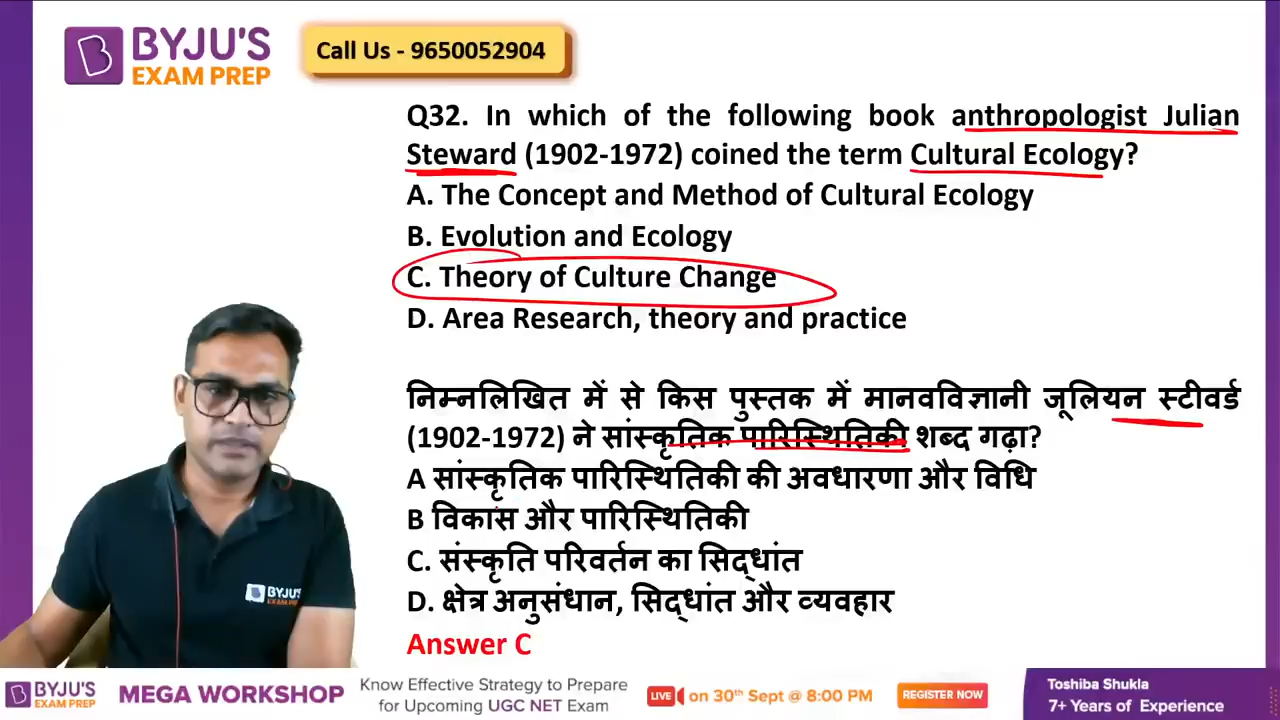 BYJU'S
EXAM PREP
Call Us - 9650052904
Q32. In which of the following book anthropologist Julian
Steward (1902-1972) coined the term Cultural Ecology?
A. The Concept and Method of Cultural Ecology
B. Evolution and Ecology
C. Theory of Culture Change
D. Area Research, theory and practice
निम्नलिखित में से किस पुस्तक में मानवविज्ञानी जूलियन स्टीवर्ड
(1902-1972) ने सांस्कृतिक पारिस्थितिकी शब्द गढ़ा?
A सांस्कृतिक पारिस्थितिकी की अवधारणा और विधि
B विकास और पारिस्थितिकी
C. संस्कृति परिवर्तन का सिद्धांत
D. क्षेत्र अनुसंधान, सिद्धांत और व्यवहार
Answer C
BYJU'S
EXAM PREP
BYJU'S
EXAM PREP
MEGA WORKSHOP
Know Effective Strategy to Prepare
for Upcoming UGC NET Exam
LIVE on 30th Sept @ 8:00 PM
REGISTER NOW
Toshiba Shukla
7+ Years of Experience